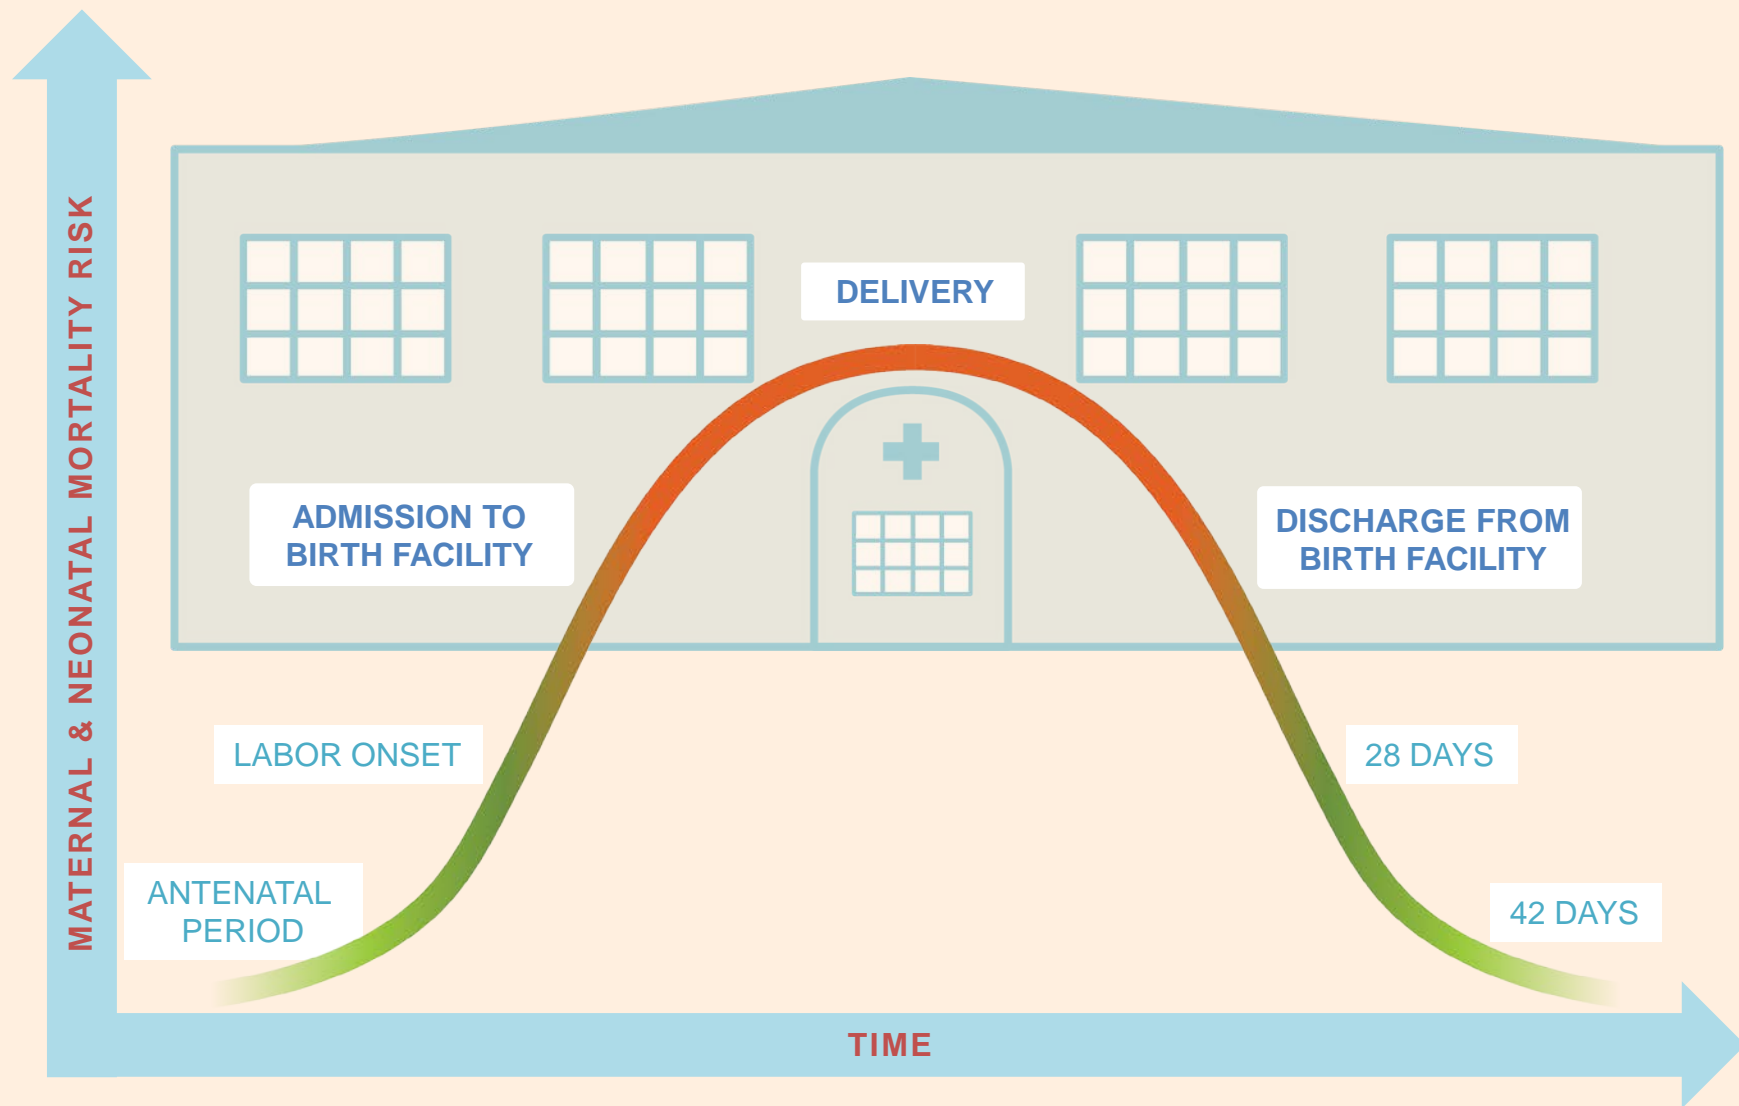 MATERNAL & NEONATAL MORTALITY RISK
DELIVERY
ADMISSION TO
BIRTH FACILITY
DISCHARGE FROM
BIRTH FACILITY
LABOR ONSET
28 DAYS
ANTENATAL
PERIOD
42 DAYS
TIME